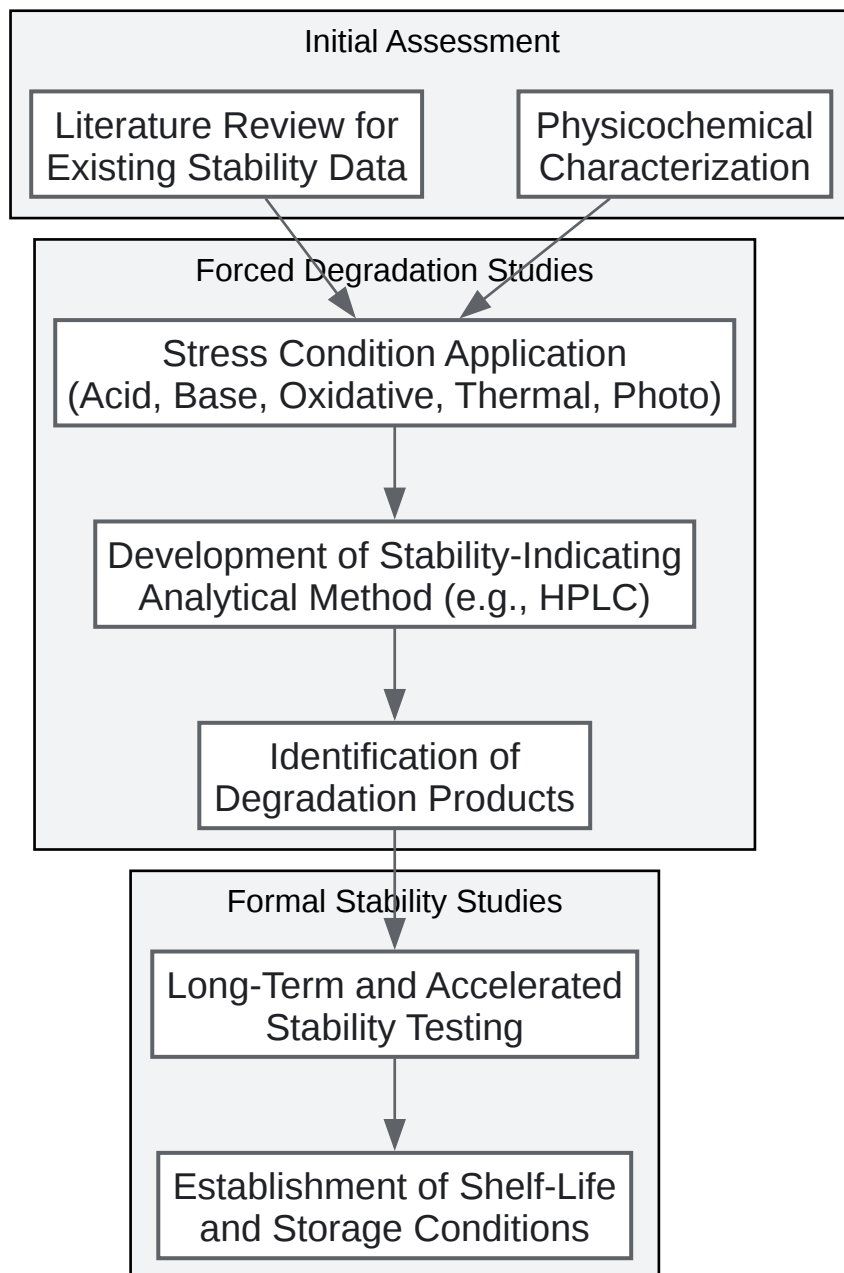 Initial Assessment
Literature Review for
Existing Stability Data
Physicochemical
Characterization
Forced Degradation Studies
Stress Condition Application
(Acid, Base, Oxidative, Thermal, Photo)
Development of Stability-Indicating
Analytical Method (e.g., HPLC)
Identification of
Degradation Products
Formal Stability Studies
Long-Term and Accelerated
Stability Testing
Establishment of Shelf-Life
and Storage Conditions